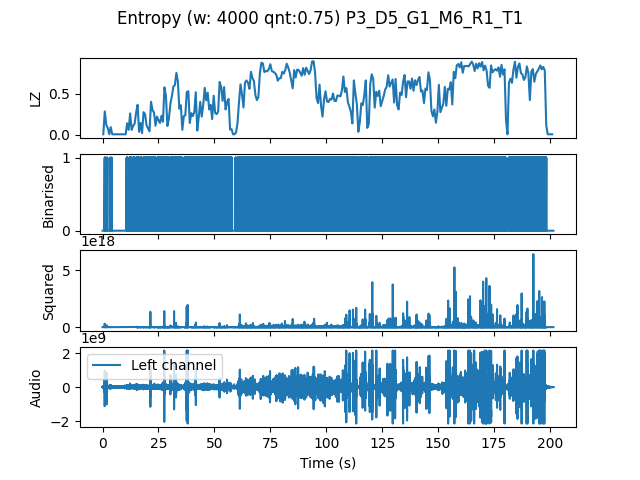 Entropy (w: 4000 qnt:0.75) P3_D5_G1_M6_R1_T1
LZ
0.5
0.0
Binarised
1
0
1e18
Squared
5
0
1e9
Audio
2
0
−2
Left channel
0 25 50 75 100 125 150 175 200
Time (s)